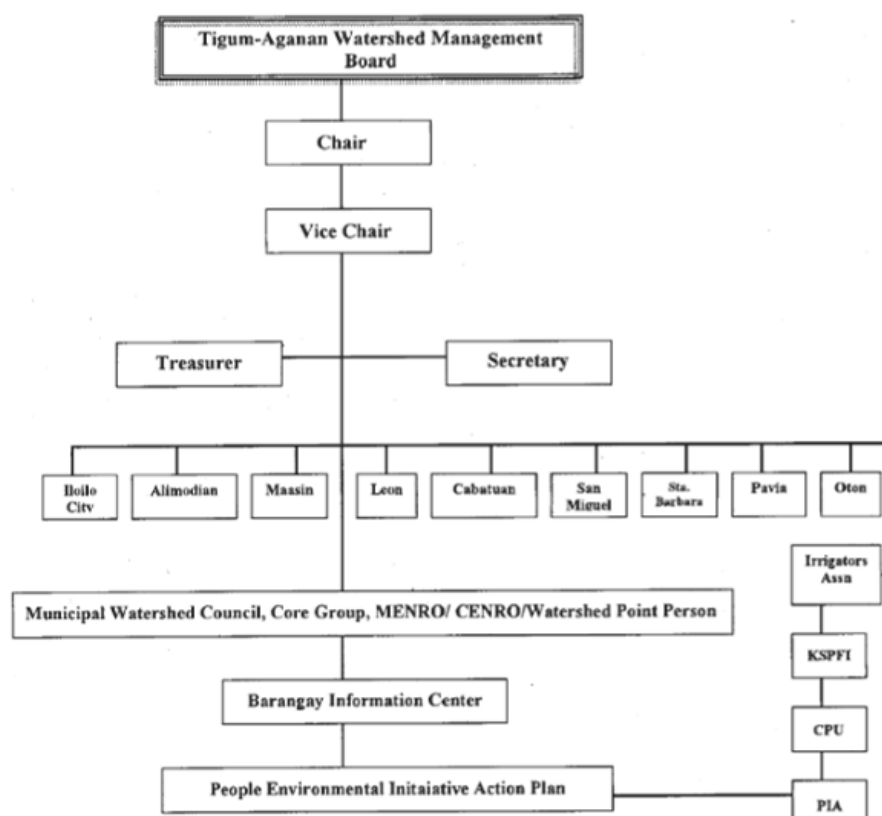 Tigum-Aganan Watershed Management
Board
Chair
Vice Chair
Treasurer
Secretary
Iloilo
City
Alimodian
Maasin
Leon
Cabatuan
San
Miguel
Sta.
Barbara
Pavia
Oton
Irrigators
Assn
Municipal Watershed Council, Core Group, MENRO/ CENRO/Watershed Point Person
KSPFI
Barangay Information Center
CPU
People Environmental Initaiative Action Plan
PIA